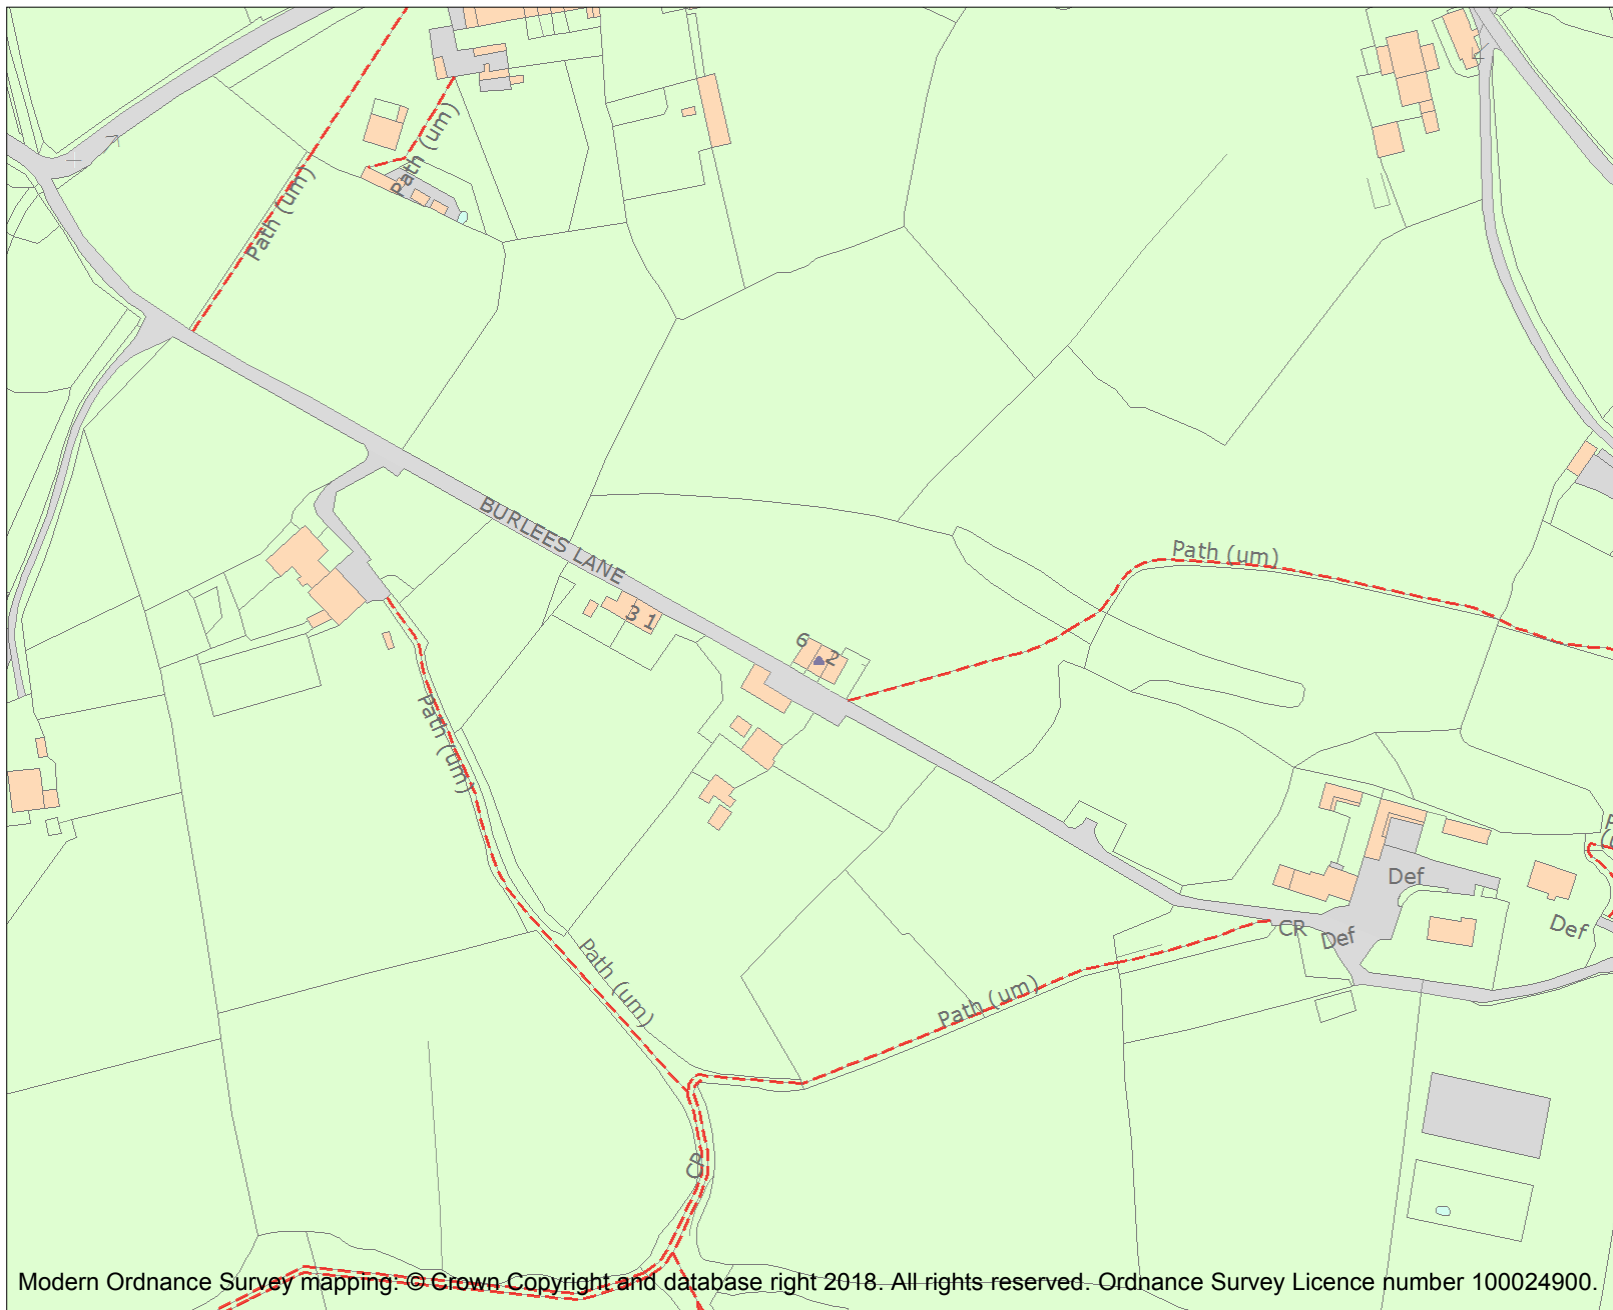 Path (um)
Path (um)
BURLEES LANE
Path (um)
3 1
6 2
Path (um)
Def
CR Def
Def
Path (um)
Path (um)
CR
Modern Ordnance Survey mapping: © Crown Copyright and database right 2018. All rights reserved. Ordnance Survey Licence number 100024900.